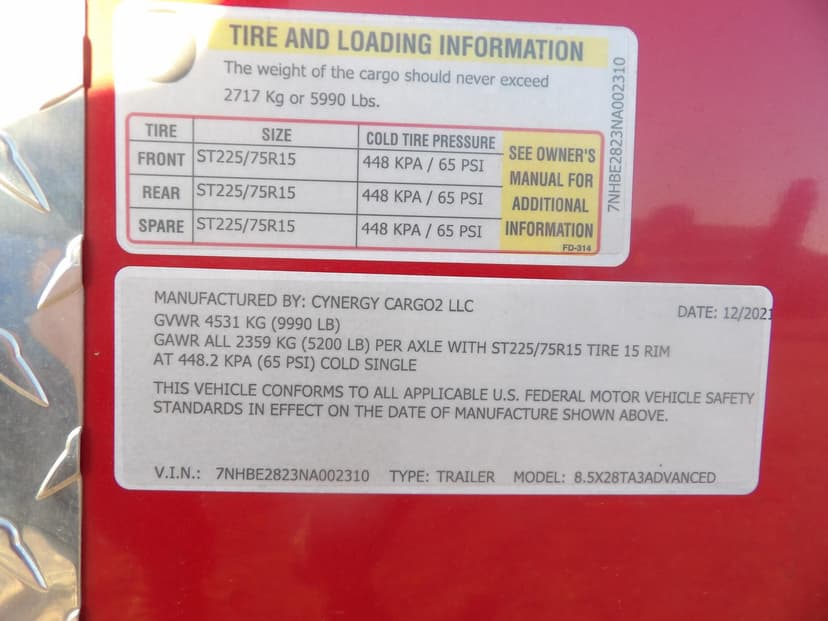 TIRE AND LOADING INFORMATION
The weight of the cargo should never exceed
2717 Kg or 5990 Lbs.
TIRE SIZE COLD TIRE PRESSURE
FRONT ST225/75R15 448 KPA / 65 PSI
REAR ST225/75R15 448 KPA / 65 PSI
SPARE ST225/75R15 448 KPA / 65 PSI
SEE OWNER'S
MANUAL FOR
ADDITIONAL
INFORMATION
FD-314
7NHBE2823NA002310
MANUFACTURED BY: CYNERGY CARGO2 LLC DATE: 12/2021
GVWR 4531 KG (9990 LB)
GAWR ALL 2359 KG (5200 LB) PER AXLE WITH ST225/75R15 TIRE 15 RIM
AT 448.2 KPA (65 PSI) COLD SINGLE
THIS VEHICLE CONFORMS TO ALL APPLICABLE U.S. FEDERAL MOTOR VEHICLE SAFETY
STANDARDS IN EFFECT ON THE DATE OF MANUFACTURE SHOWN ABOVE.
V.I.N.: 7NHBE2823NA002310 TYPE: TRAILER MODEL: 8.5X28TA3ADVANCED